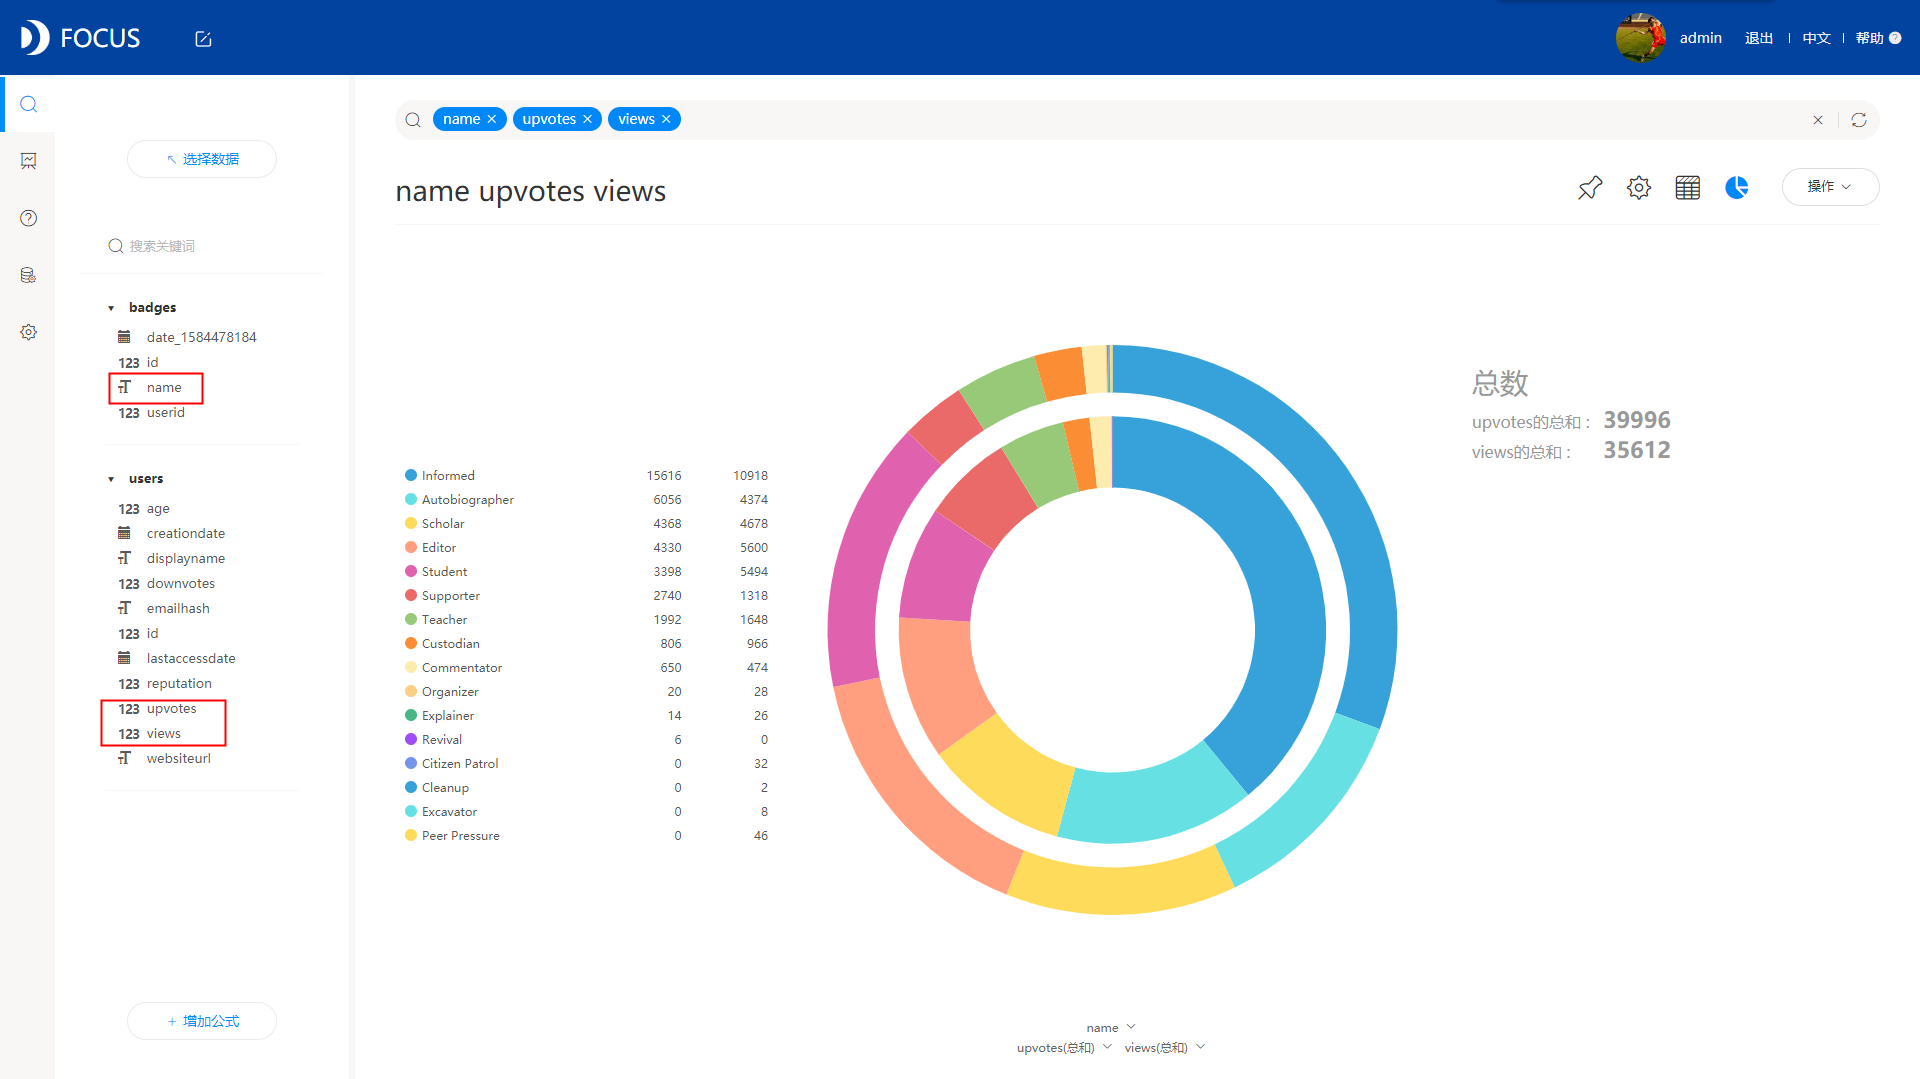 FOCUS
admin 退出 中文 帮助 ?
name × upvotes × views ×
选择数据
name upvotes views
操作
搜索关键词
badges
date_1584478184
123 id
name
123 userid
users
123 age
creationdate
displayname
123 downvotes
emailhash
123 id
lastaccessdate
123 reputation
123 upvotes
123 views
websiteurl
+ 增加公式
Informed 15616 10918
Autobiographer 6056 4374
Scholar 4368 4678
Editor 4330 5600
Student 3398 5494
Supporter 2740 1318
Teacher 1992 1648
Custodian 806 966
Commentator 650 474
Organizer 20 28
Explainer 14 26
Revival 6 0
Citizen Patrol 0 32
Cleanup 0 2
Excavator 0 8
Peer Pressure 0 46
总数
upvotes的总和： 39996
views的总和： 35612
name
upvotes(总和) views(总和)